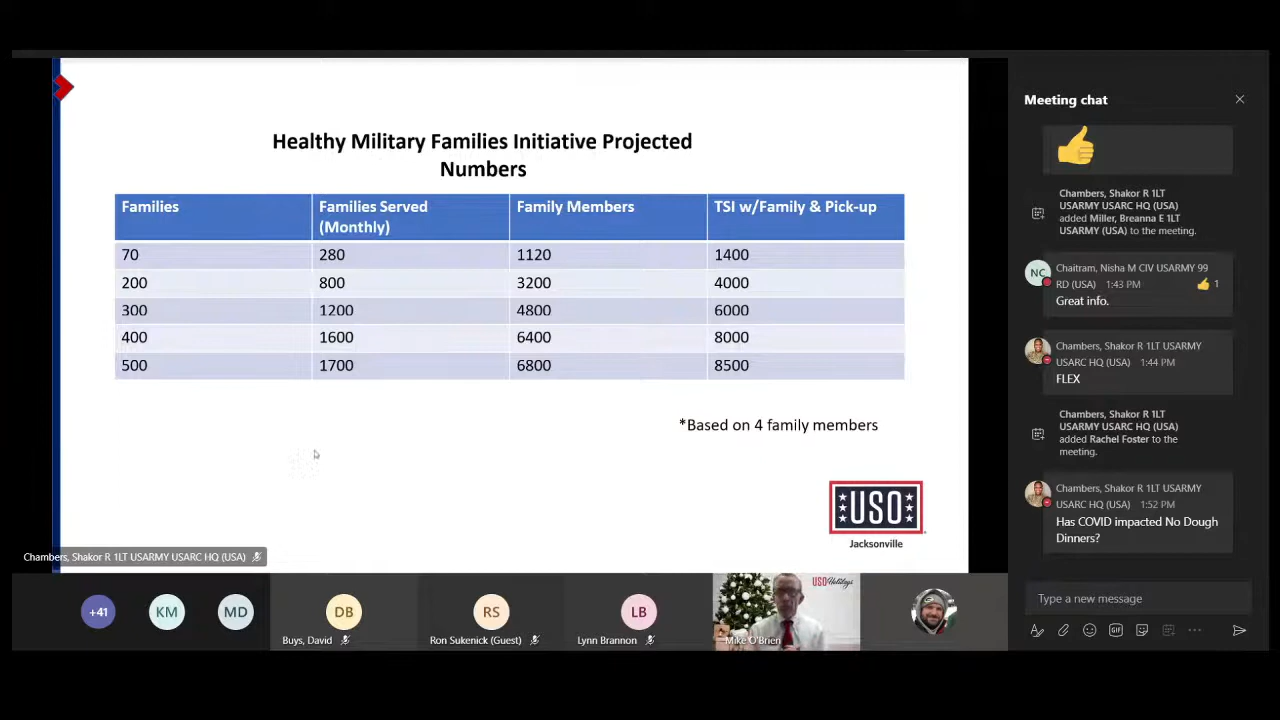 Healthy Military Families Initiative Projected
Numbers
Families Families Served (Monthly) Family Members TSI w/Family & Pick-up
70 280 1120 1400
200 800 3200 4000
300 1200 4800 6000
400 1600 6400 8000
500 1700 6800 8500
*Based on 4 family members
USO
Jacksonville
Chambers, Shakor R 1LT USARMY USARC HQ (USA)
+41
KM
MD
DB
Buys, David
RS
Ron Sukenick (Guest)
LB
Lynn Brannon
USO Holidays
Mike O'Brien
Meeting chat
Chambers, Shakor R 1LT
USARMY USARC HQ (USA)
added Miller, Breanna E 1LT
USARMY (USA) to the meeting.
NC
Chaitram, Nisha M CIV USARMY 99
RD (USA) 1:43 PM
1
Great info.
Chambers, Shakor R 1LT USARMY
USARC HQ (USA) 1:44 PM
FLEX
Chambers, Shakor R 1LT
USARMY USARC HQ (USA)
added Rachel Foster to the
meeting.
Chambers, Shakor R 1LT USARMY
USARC HQ (USA) 1:52 PM
Has COVID impacted No Dough
Dinners?
Type a new message
GIF